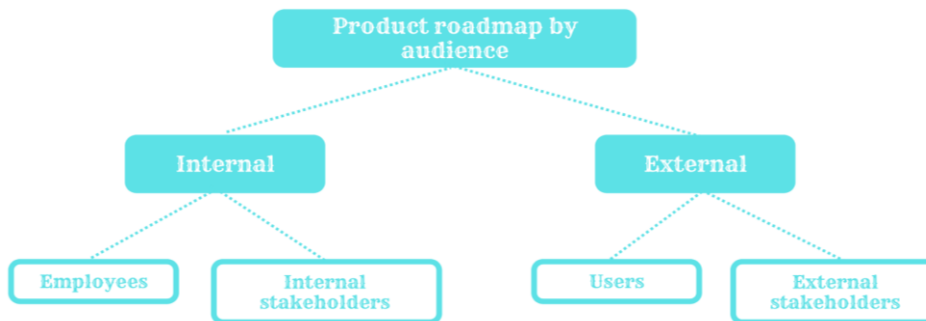 Product roadmap by
audience
Internal
External
Employees
Internal
stakeholders
Users
External
stakeholders